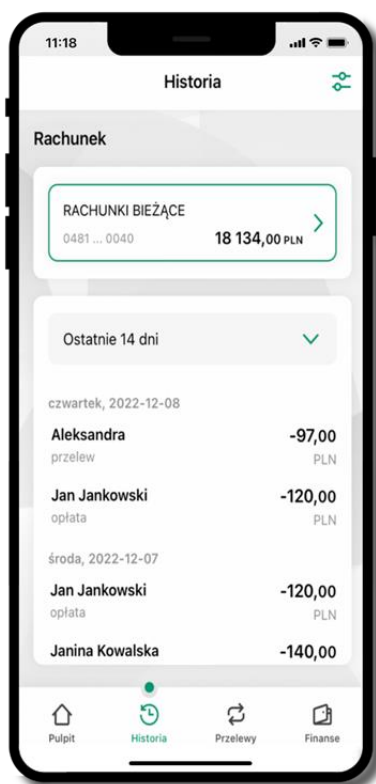 11:18
Historia
Rachunek
RACHUNKI BIEŻĄCE
0481 ... 0040 18 134,00 PLN
Ostatnie 14 dni
czwartek, 2022-12-08
Aleksandra -97,00
przelew PLN
Jan Jankowski -120,00
opłata PLN
środa, 2022-12-07
Jan Jankowski -120,00
opłata PLN
Janina Kowalska -140,00
Pulpit Historia Przelewy Finanse